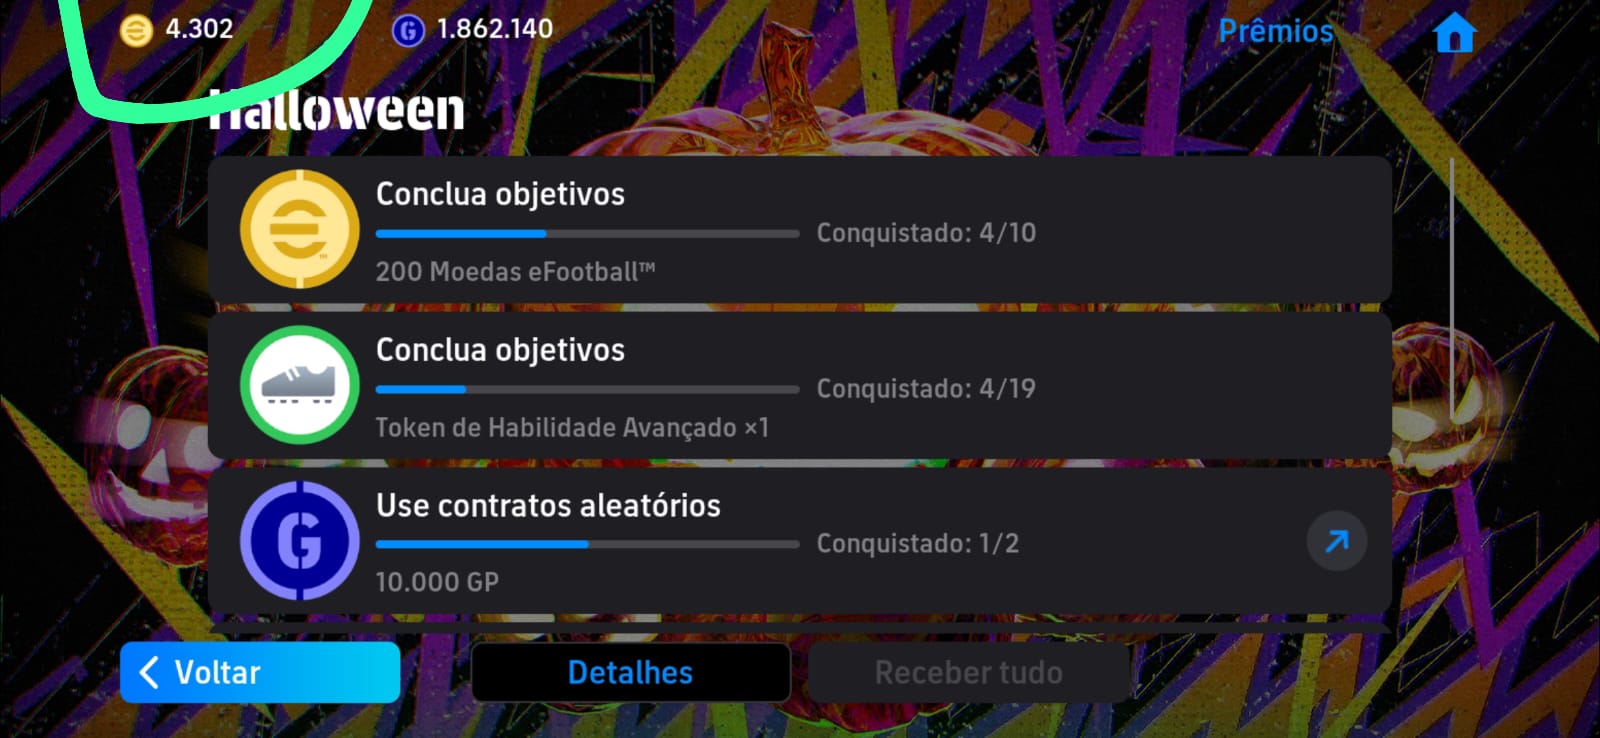 4.302
1.862.140
Prêmios
Halloween
Conclua objetivos
Conquistado: 4/10
200 Moedas eFootball™
Conclua objetivos
Conquistado: 4/19
Token de Habilidade Avançado ×1
Use contratos aleatórios
Conquistado: 1/2
10.000 GP
Voltar
Detalhes
Receber tudo